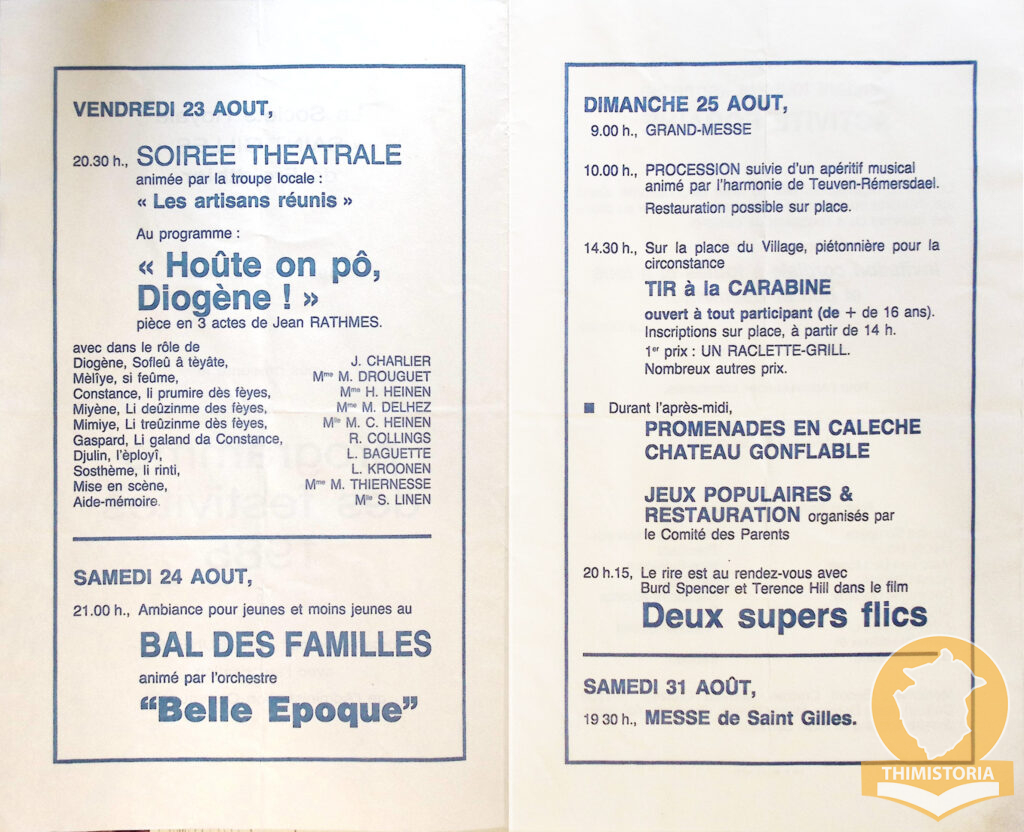 VENDREDI 23 AOUT,
20.30 h., SOIREE THEATRALE
animée par la troupe locale :
« Les artisans réunis »
Au programme :
« Hoûte on pô,
Diogène ! »
pièce en 3 actes de Jean RATHMES.
avec dans le rôle de
Diogène, Sofleû â tèyâte, J. CHARLIER
Mèlîye, si feûme, Mme M. DROUGUET
Constance, li prumire dès fèyes, Mme H. HEINEN
Miyène, Li deûzinme des fèyes, Mme M. DELHEZ
Mimiye, Li treûzinme dès fèyes, Mlle M. C. HEINEN
Gaspard, Li galand da Constance, R. COLLINGS
Djulin, l'èployî, L. BAGUETTE
Sosthème, li rinti, L. KROONEN
Mise en scène, Mme M. THIERNESSE
Aide-mémoire. Mlle S. LINEN
SAMEDI 24 AOUT,
21.00 h., Ambiance pour jeunes et moins jeunes au
BAL DES FAMILLES
animé par l'orchestre
“Belle Epoque”
DIMANCHE 25 AOUT,
9.00 h., GRAND-MESSE
10.00 h., PROCESSION suivie d'un apéritif musical
animé par l'harmonie de Teuven-Rémersdael.
Restauration possible sur place.
14.30 h., Sur la place du Village, piétonnière pour la
circonstance
TIR à la CARABINE
ouvert à tout participant (de + de 16 ans).
Inscriptions sur place, à partir de 14 h.
1er prix : UN RACLETTE-GRILL.
Nombreux autres prix.
■ Durant l'après-midi,
PROMENADES EN CALECHE
CHATEAU GONFLABLE
JEUX POPULAIRES &
RESTAURATION organisés par
le Comité des Parents
20 h.15, Le rire est au rendez-vous avec
Burd Spencer et Terence Hill dans le film
Deux supers flics
SAMEDI 31 AOÛT,
19 30 h., MESSE de Saint Gilles.
THIMISTORIA